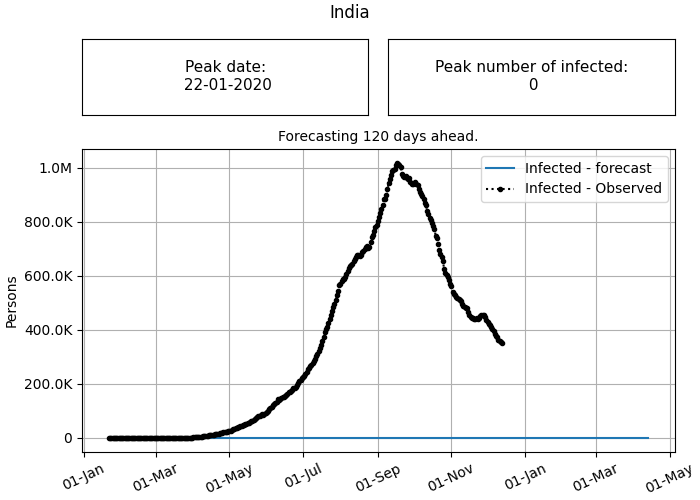 India
Peak date:
22-01-2020
Peak number of infected:
0
Forecasting 120 days ahead.
Infected - forecast
Infected - Observed
Persons
1.0M
800.0K
600.0K
400.0K
200.0K
0
01-Jan
01-Mar
01-May
01-Jul
01-Sep
01-Nov
01-Jan
01-Mar
01-May